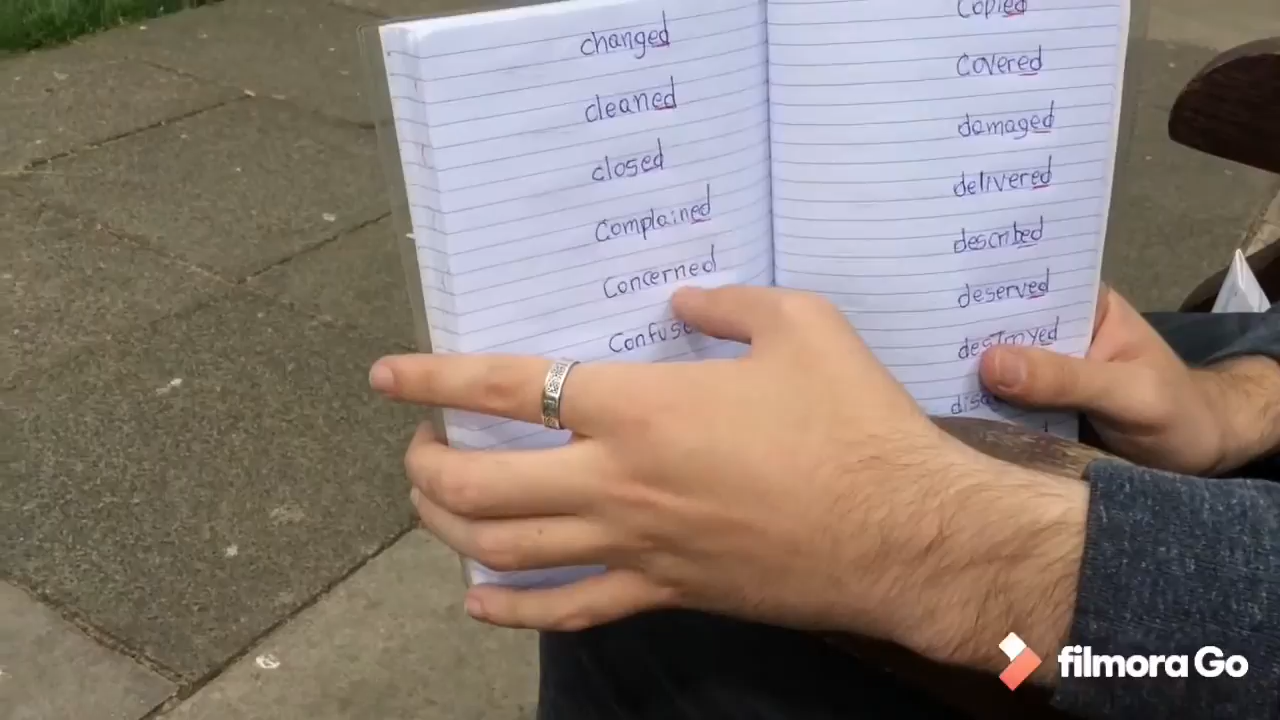 changed
cleaned
closed
Complained
Concerned
Copied
Covered
damaged
delivered
described
deserved
destroyed
filmora Go